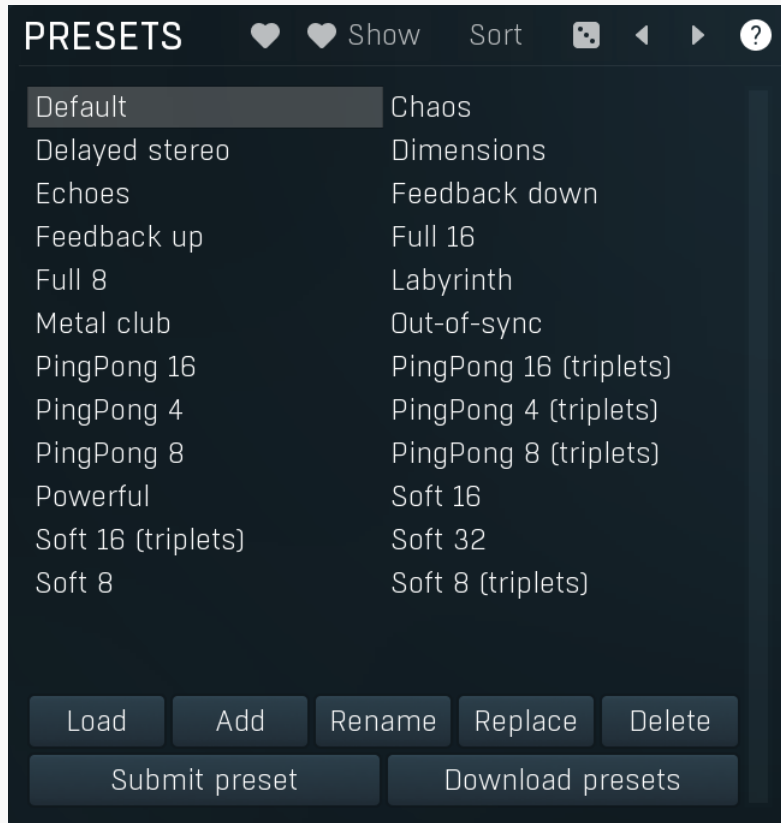 PRESETS Show Sort ?
Default Chaos
Delayed stereo Dimensions
Echoes Feedback down
Feedback up Full 16
Full 8 Labyrinth
Metal club Out-of-sync
PingPong 16 PingPong 16 (triplets)
PingPong 4 PingPong 4 (triplets)
PingPong 8 PingPong 8 (triplets)
Powerful Soft 16
Soft 16 (triplets) Soft 32
Soft 8 Soft 8 (triplets)
Load Add Rename Replace Delete
Submit preset Download presets